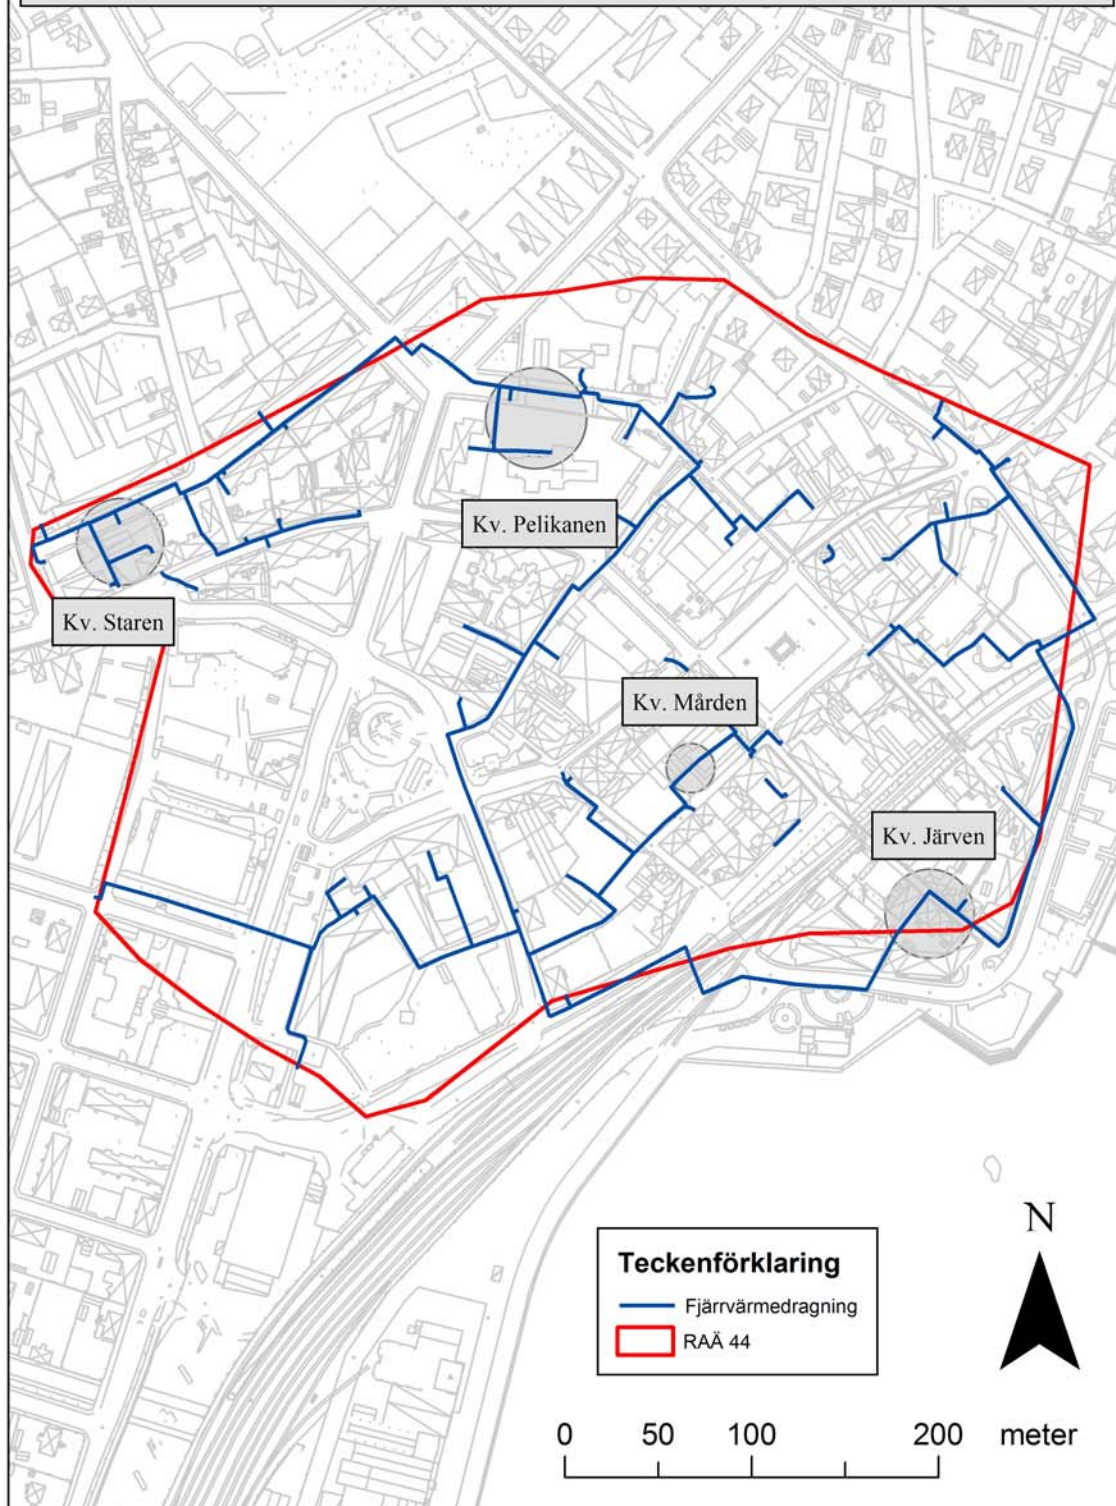 Kv. Pelikanen
Kv. Staren
Kv. Mården
Kv. Järven
N
Teckenförklaring
Fjärrvärmedragning
RAÄ 44
0 50 100 200 meter